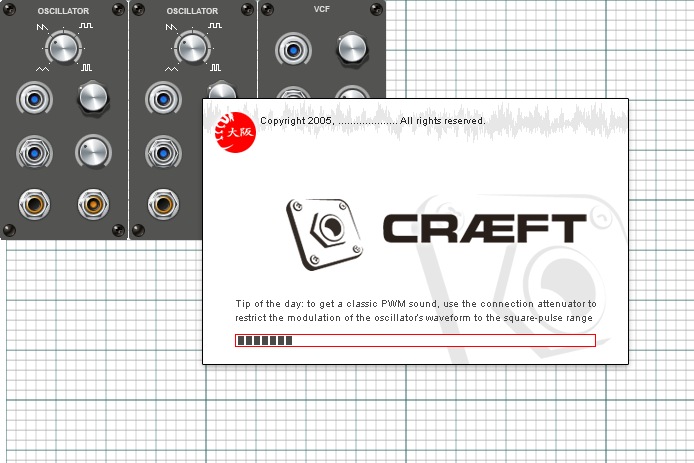 OSCILLATOR
OSCILLATOR
VCF
Copyright 2005, .................... All rights reserved.
大阪
CRÆFT
Tip of the day: to get a classic PWM sound, use the connection attenuator to
restrict the modulation of the oscillator's waveform to the square-pulse range